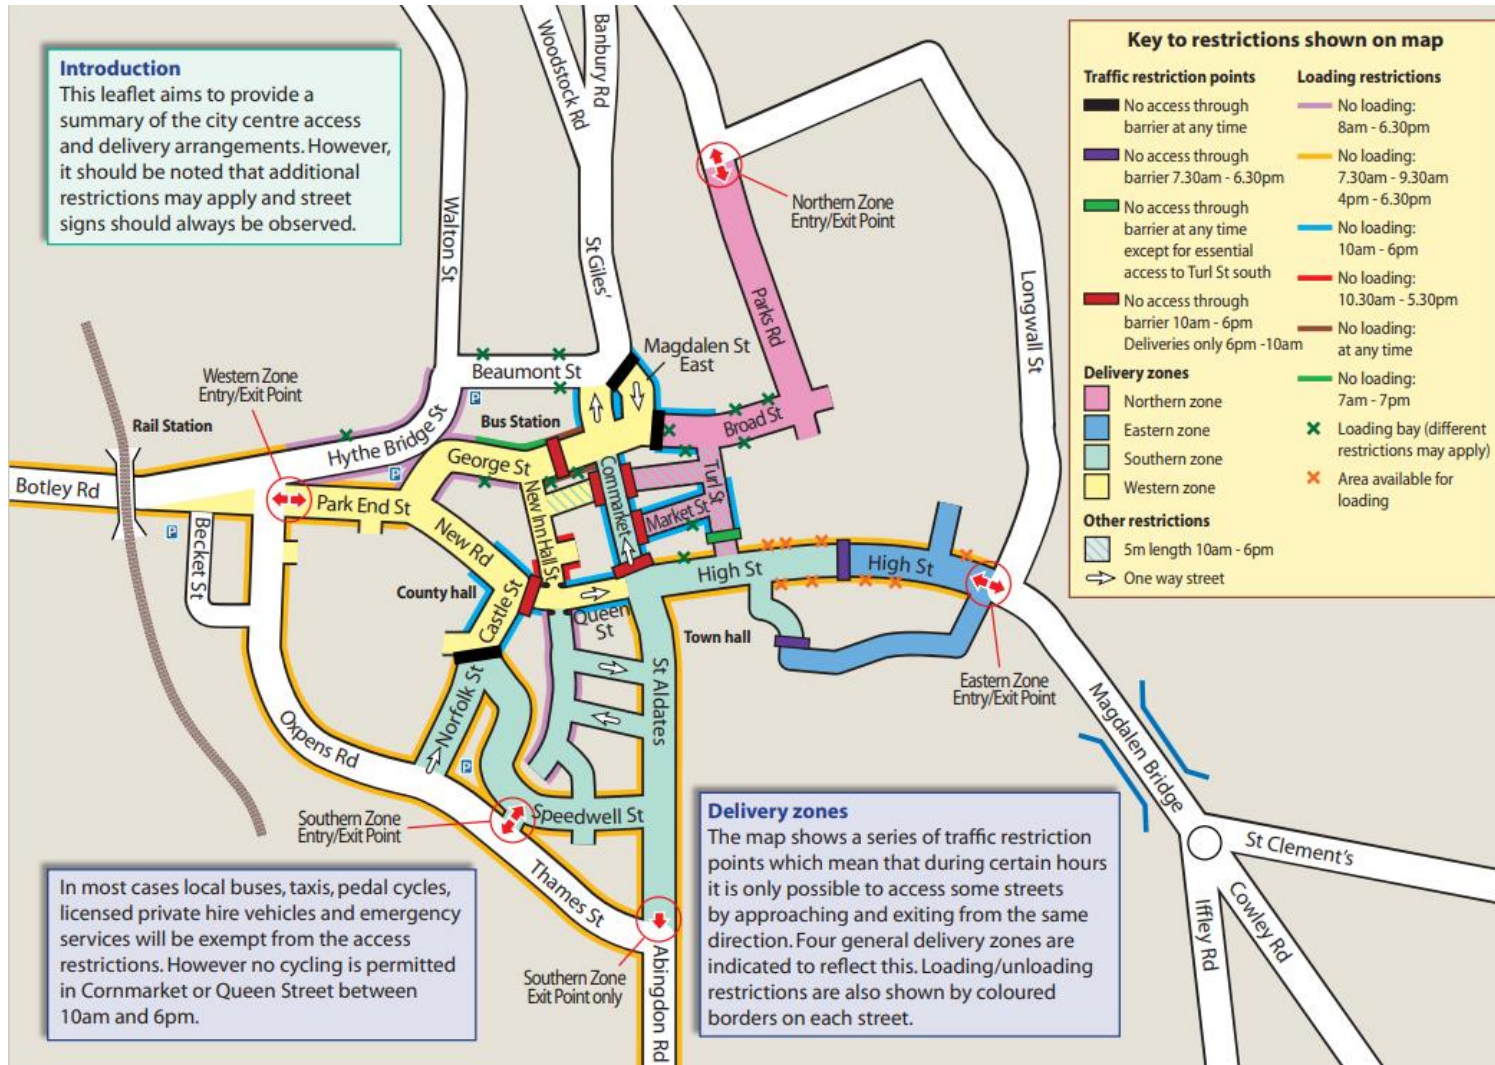 Introduction
This leaflet aims to provide a
summary of the city centre access
and delivery arrangements. However,
it should be noted that additional
restrictions may apply and street
signs should always be observed.
Woodstock Rd
Banbury Rd
Walton St
St Giles'
Northern Zone
Entry/Exit Point
Parks Rd
Longwall St
Magdalen St
East
Beaumont St
Western Zone
Entry/Exit Point
Rail Station
P
Bus Station
Hythe Bridge St
P
Broad St
George St
Botley Rd
Park End St
Cornmarket
Turl St
Market St
New Inn Hall St
P
Becket St
New Rd
High St
High St
County hall
Castle St
Queen
St
Town hall
St Aldates
Eastern Zone
Entry/Exit Point
Norfolk St
Oxpens Rd
P
Magdalen Bridge
Southern Zone
Entry/Exit Point
Speedwell St
Thames St
St Clement's
Cowley Rd
Iffley Rd
Southern Zone
Exit Point only
Abingdon Rd
In most cases local buses, taxis, pedal cycles,
licensed private hire vehicles and emergency
services will be exempt from the access
restrictions. However no cycling is permitted
in Cornmarket or Queen Street between
10am and 6pm.
Delivery zones
The map shows a series of traffic restriction
points which mean that during certain hours
it is only possible to access some streets
by approaching and exiting from the same
direction. Four general delivery zones are
indicated to reflect this. Loading/unloading
restrictions are also shown by coloured
borders on each street.
Key to restrictions shown on map
Traffic restriction points
No access through
barrier at any time
No access through
barrier 7.30am - 6.30pm
No access through
barrier at any time
except for essential
access to Turl St south
No access through
barrier 10am - 6pm
Deliveries only 6pm -10am
Delivery zones
Northern zone
Eastern zone
Southern zone
Western zone
Other restrictions
5m length 10am - 6pm
One way street
Loading restrictions
No loading:
8am - 6.30pm
No loading:
7.30am - 9.30am
4pm - 6.30pm
No loading:
10am - 6pm
No loading:
10.30am - 5.30pm
No loading:
at any time
No loading:
7am - 7pm
Loading bay (different
restrictions may apply)
Area available for
loading